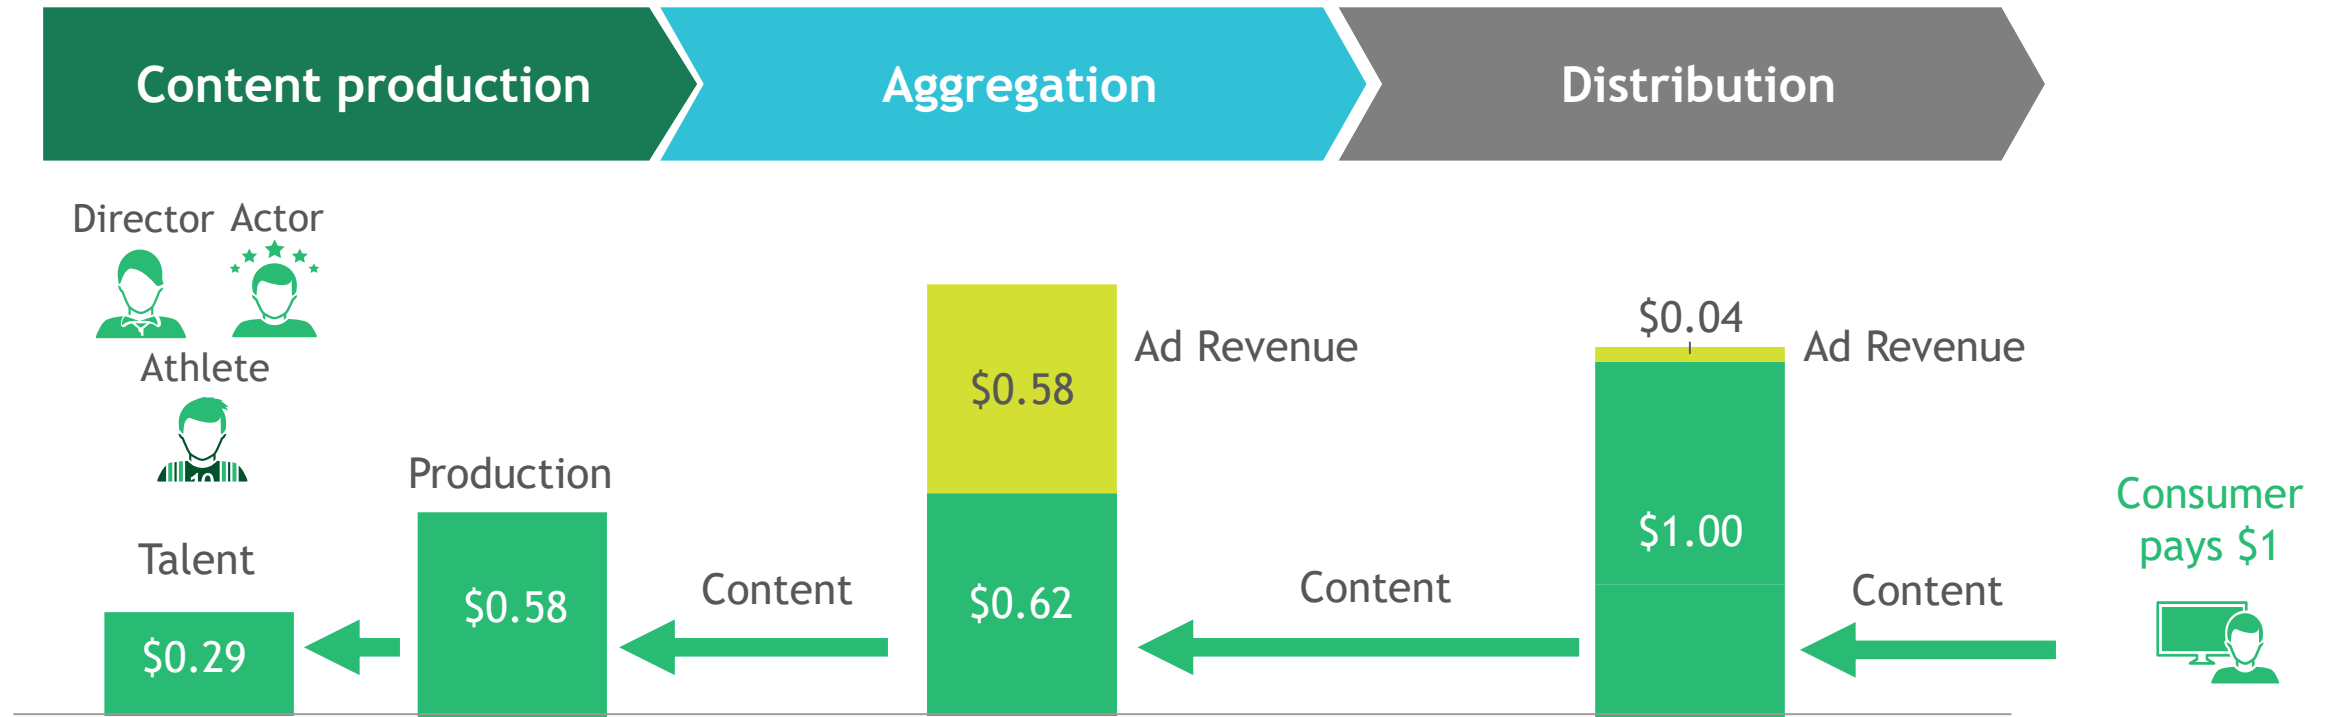 Content production
Aggregation
Distribution
Director Actor
Athlete
Talent
$0.29
Production
$0.58
Content
$0.58
Ad Revenue
$0.62
Content
$0.04
Ad Revenue
$1.00
Content
Consumer
pays $1
10